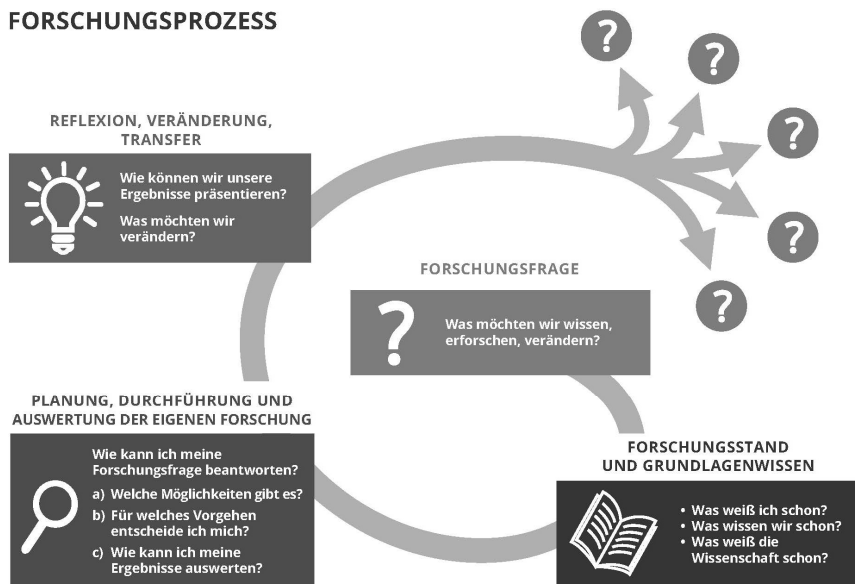 FORSCHUNGSPROZESS
?
?
?
?
?
REFLEXION, VERÄNDERUNG,
TRANSFER
Wie können wir unsere
Ergebnisse präsentieren?
Was möchten wir
verändern?
FORSCHUNGSFRAGE
?
Was möchten wir wissen,
erforschen, verändern?
PLANUNG, DURCHFÜHRUNG UND
AUSWERTUNG DER EIGENEN FORSCHUNG
Wie kann ich meine
Forschungsfrage beantworten?
a) Welche Möglichkeiten gibt es?
b) Für welches Vorgehen
entscheide ich mich?
c) Wie kann ich meine
Ergebnisse auswerten?
FORSCHUNGSSTAND
UND GRUNDLAGENWISSEN
• Was weiß ich schon?
• Was wissen wir schon?
• Was weiß die
Wissenschaft schon?